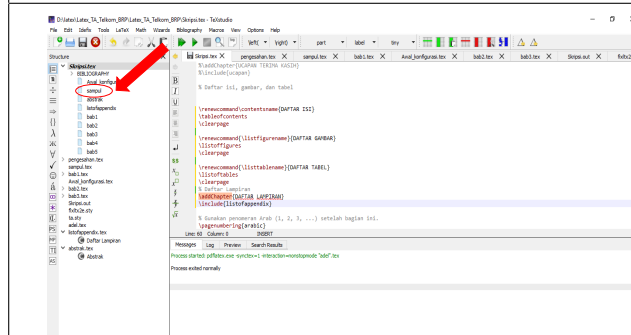 D:\latex\Latex_TA_Telkom_BRP\Latex_TA_Telkom_BRP\Skripsi.tex - TeXstudio
File Edit Idefix Tools LaTeX Math Wizards Bibliography Macros View Options Help
\left( \right) part label tiny
Structure
Skripsi.tex pengesahan.tex sampul.tex bab1.tex Awal_konfigurasi.tex bab2.tex bab3.tex Skripsi.out fixltx2
Skripsi.tex
BIBLIOGRAPHY
Awal_konfigu
sampul
abstrak
listofappendix
bab1
bab2
bab3
bab4
bab5
pengesahan.tex
sampul.tex
bab1.tex
Awal_konfigurasi.tex
bab2.tex
bab3.tex
Skripsi.out
fixltx2e.sty
ta.sty
adel.tex
listofappendix.tex
Daftar Lampiran
abstrak.tex
Abstrak
%\addChapter{UCAPAN TERIMA KASIH}
%\include{ucapan}
% Daftar isi, gambar, dan tabel
\renewcommand\contentsname{DAFTAR ISI}
\tableofcontents
\clearpage
\renewcommand{\listfigurename}{DAFTAR GAMBAR}
\listoffigures
\clearpage
\renewcommand{\listtablename}{DAFTAR TABEL}
\listoftables
\clearpage
% Daftar Lampiran
\addChapter{DAFTAR LAMPIRAN}
\include{listofappendix}
% Gunakan penomeran Arab (1, 2, 3, ...) setelah bagian ini.
\pagenumbering{arabic}
Line: 60 Column: 0 INSERT
Messages Log Preview Search Results
Process started: pdflatex.exe -synctex=1 -interaction=nonstopmode "adel".tex
Process exited normally